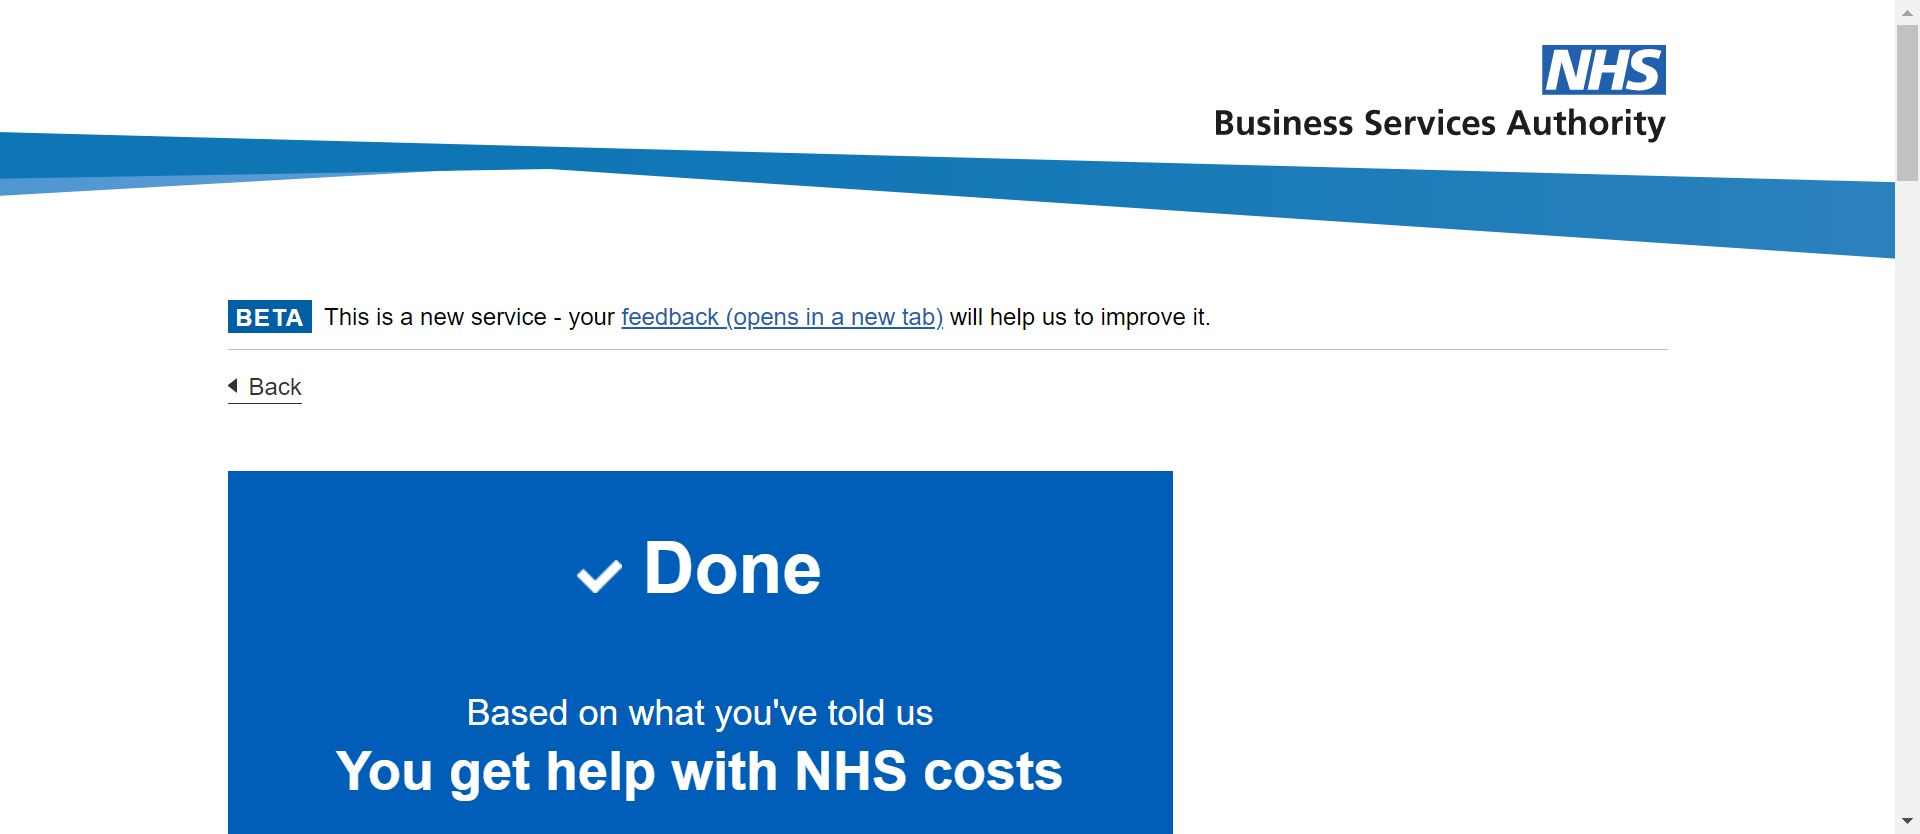 NHS
Business Services Authority
BETA This is a new service - your feedback (opens in a new tab) will help us to improve it.
Back
Done
Based on what you've told us
You get help with NHS costs